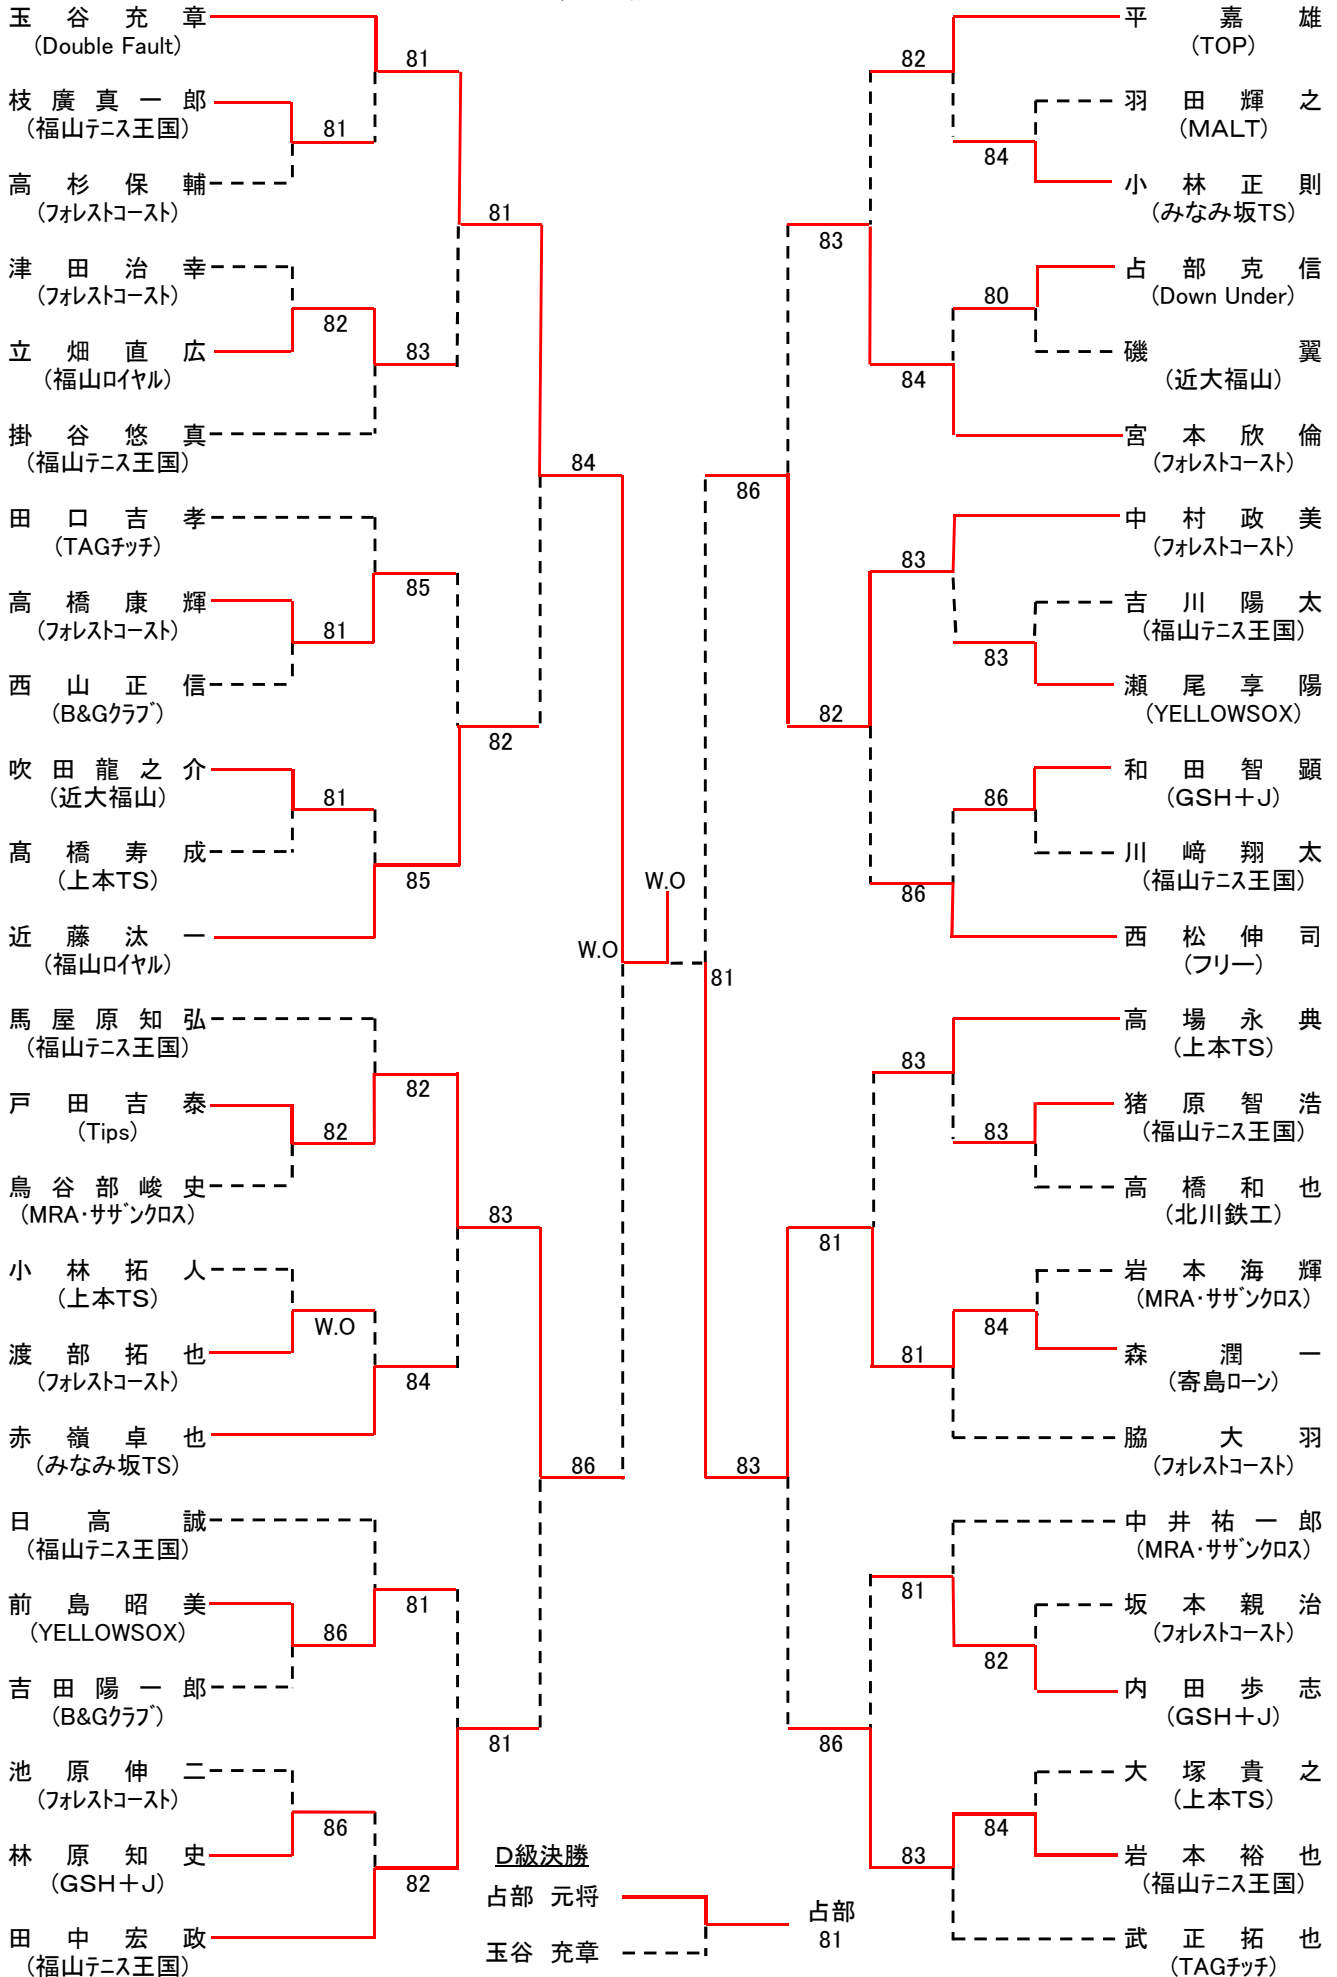 玉谷充章
(Double Fault)
枝廣真一郎
(福山テニス王国)
高杉保輔
(フォレストコースト)
津田治幸
(フォレストコースト)
立畑直広
(福山ロイヤル)
掛谷悠真
(福山テニス王国)
田口吉孝
(TAGチッチ)
高橋康輝
(フォレストコースト)
西山正信
(B&Gクラブ)
吹田龍之介
(近大福山)
髙橋寿成
(上本TS)
近藤汰一
(福山ロイヤル)
馬屋原知弘
(福山テニス王国)
戸田吉泰
(Tips)
鳥谷部峻史
(MRA・サザンクロス)
小林拓人
(上本TS)
渡部拓也
(フォレストコースト)
赤嶺卓也
(みなみ坂TS)
日高誠
(福山テニス王国)
前島昭美
(YELLOWSOX)
吉田陽一郎
(B&Gクラブ)
池原伸二
(フォレストコースト)
林原知史
(GSH+J)
田中宏政
(福山テニス王国)
81
82
81
81
82
85
82
W.O
86
86
81
83
85
85
82
84
81
82
81
82
83
81
84
86
W.O
W.O
81
86
83
83
82
81
86
82
84
83
86
83
81
81
83
84
80
83
86
83
84
82
84
平嘉雄
(TOP)
羽田輝之
(MALT)
小林正則
(みなみ坂TS)
占部克信
(Down Under)
磯翼
(近大福山)
宮本欣倫
(フォレストコースト)
中村政美
(フォレストコースト)
吉川陽太
(福山テニス王国)
瀬尾享陽
(YELLOWSOX)
和田智顕
(GSH+J)
川﨑翔太
(福山テニス王国)
西松伸司
(フリー)
高場永典
(上本TS)
猪原智浩
(福山テニス王国)
高橋和也
(北川鉄工)
岩本海輝
(MRA・サザンクロス)
森潤一
(寄島ローン)
脇大羽
(フォレストコースト)
中井祐一郎
(MRA・サザンクロス)
坂本親治
(フォレストコースト)
内田歩志
(GSH+J)
大塚貴之
(上本TS)
岩本裕也
(福山テニス王国)
武正拓也
(TAGチッチ)
D級決勝
占部 元将
玉谷 充章
占部
81